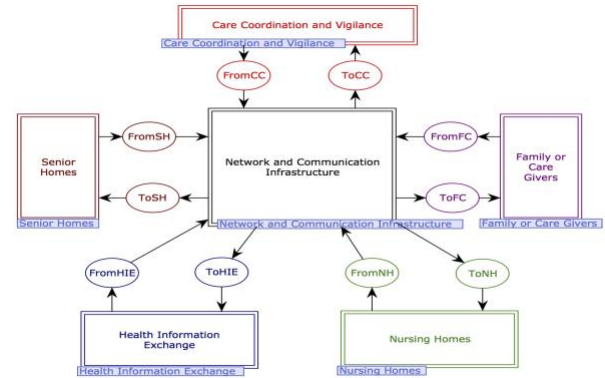 Care Coordination and Vigilance
Care Coordination and Vigilance
FromCC
ToCC
FromSH
FromFC
Senior
Homes
Network and Communication
Infrastructure
Family or
Care
Givers
ToSH
ToFC
Senior Homes
Network and Communication Infrastructure
Family or Care Givers
FromHIE
ToHIE
FromNH
ToNH
Health Information
Exchange
Nursing Homes
Health Information Exchange
Nursing Homes